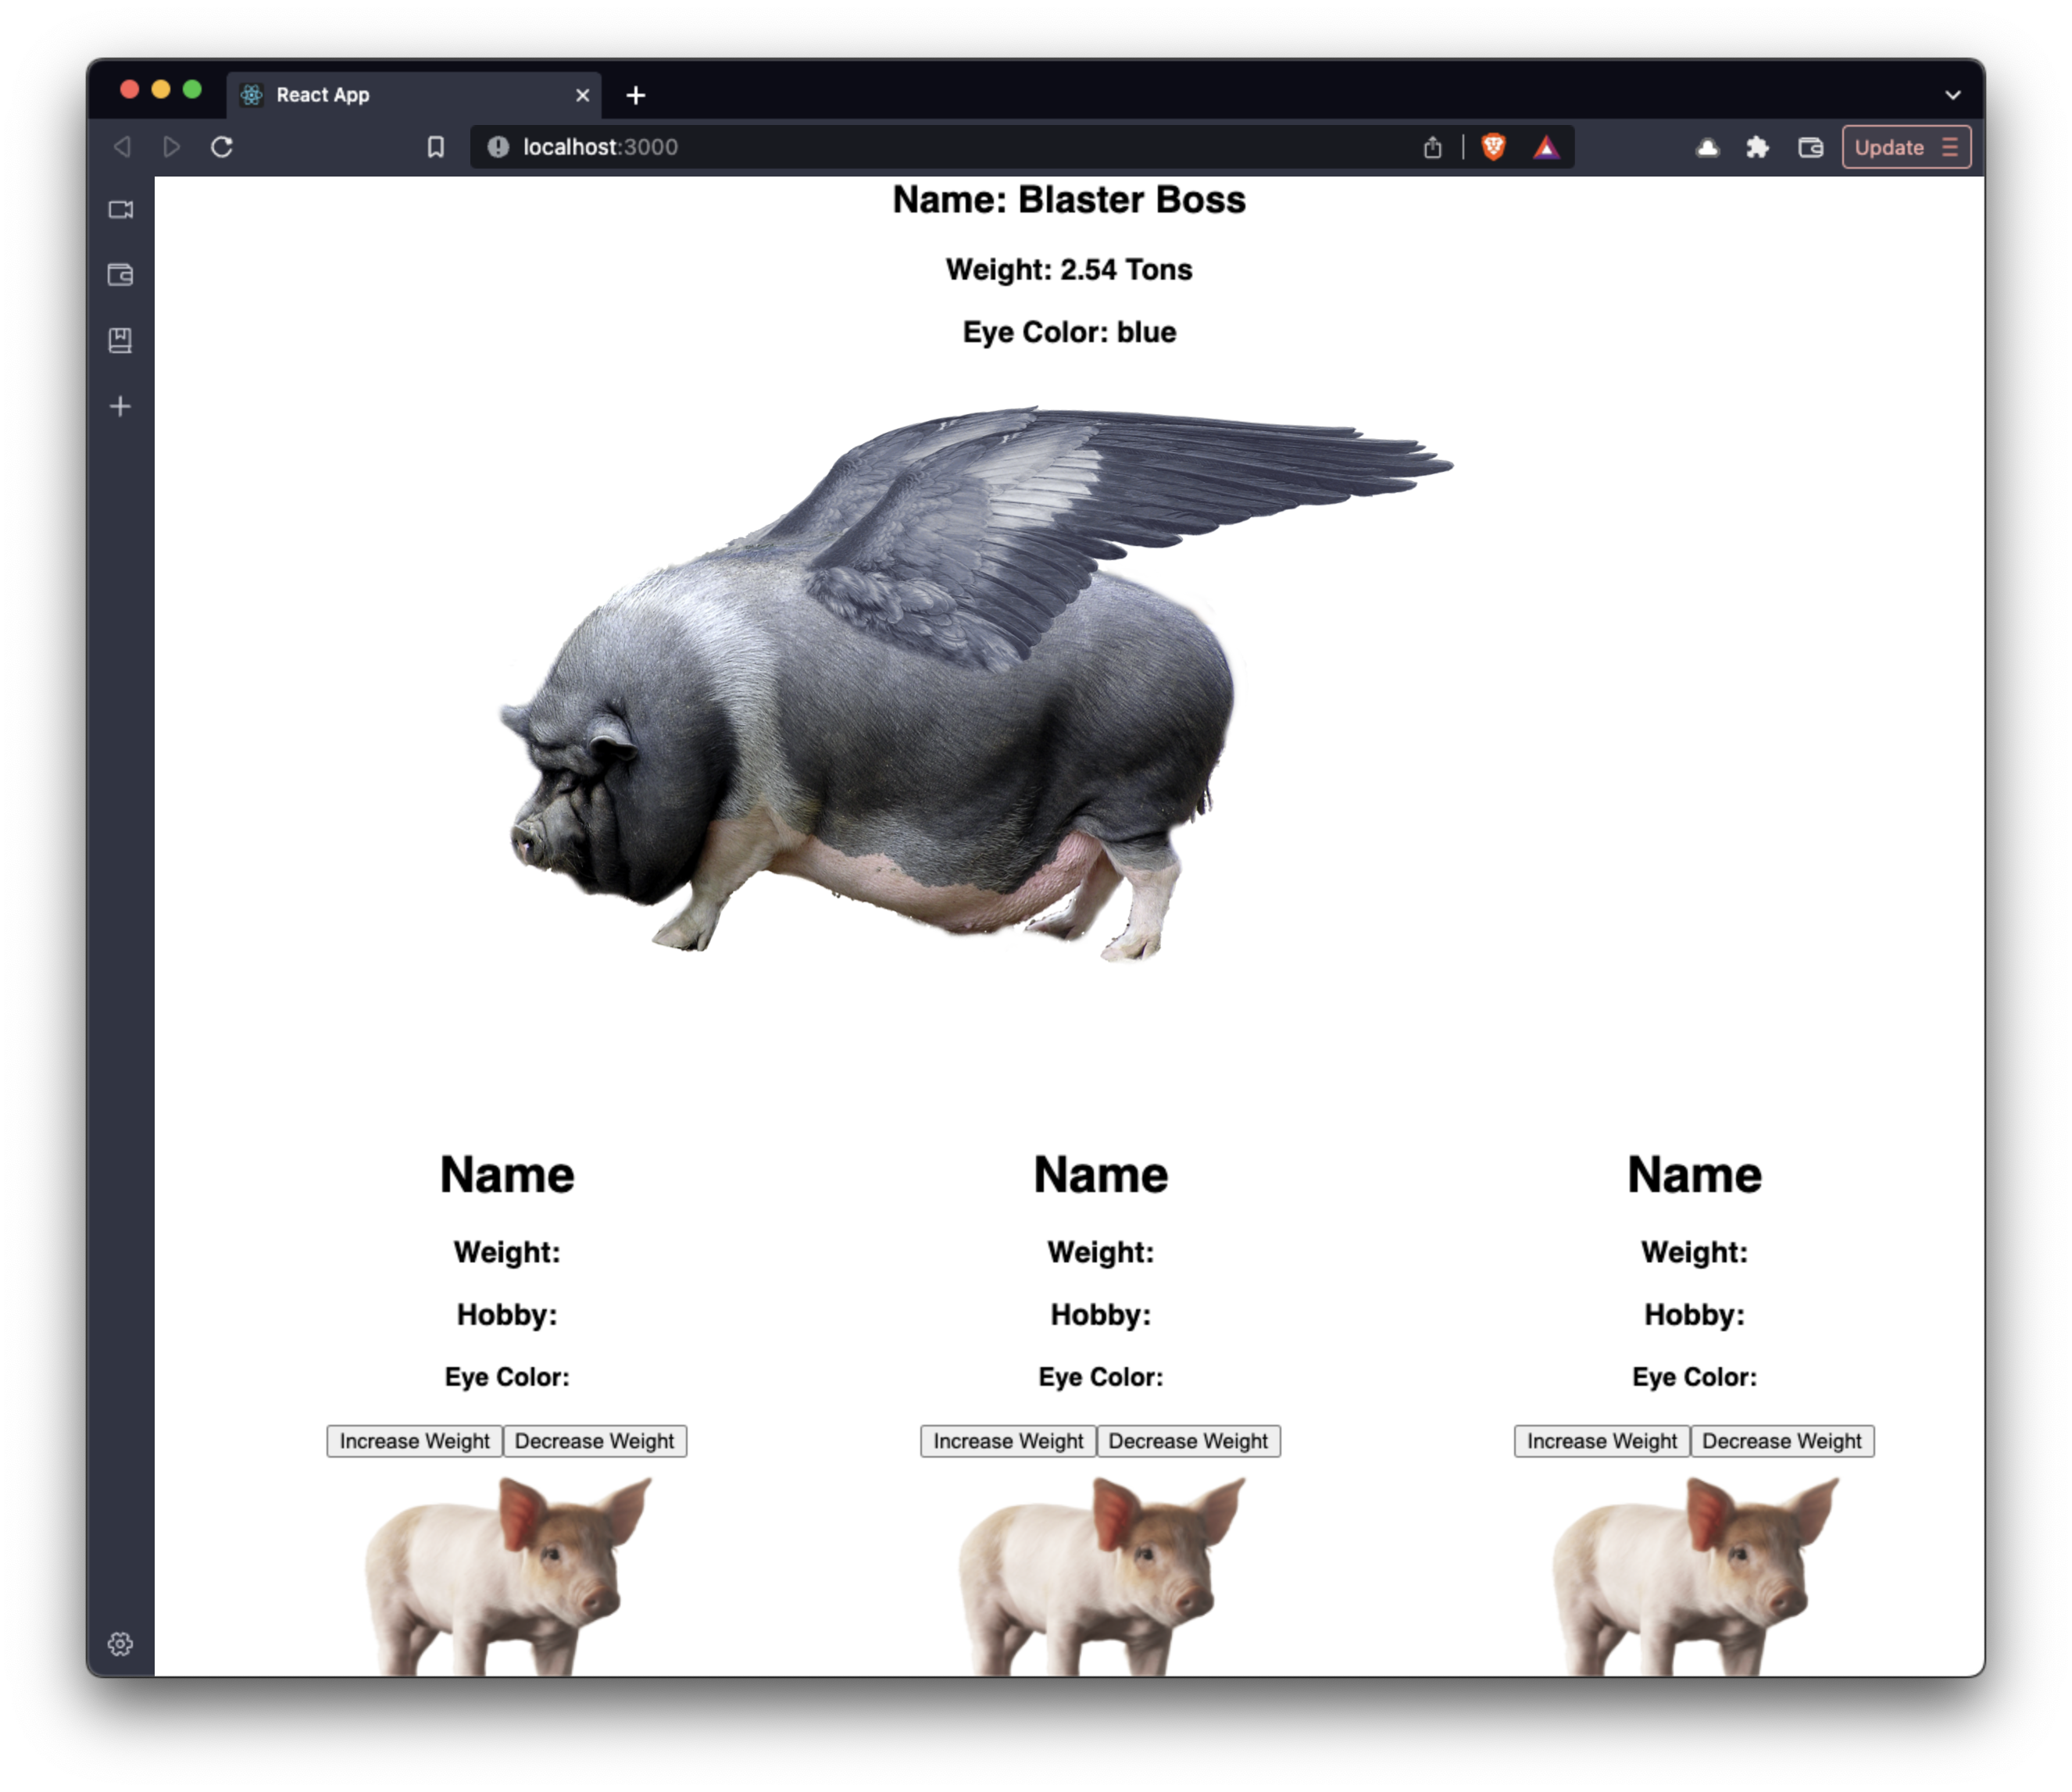 React App
localhost:3000
Update
Name: Blaster Boss
Weight: 2.54 Tons
Eye Color: blue
Name Name Name
Weight: Weight: Weight:
Hobby: Hobby: Hobby:
Eye Color: Eye Color: Eye Color:
Increase Weight Decrease Weight Increase Weight Decrease Weight Increase Weight Decrease Weight